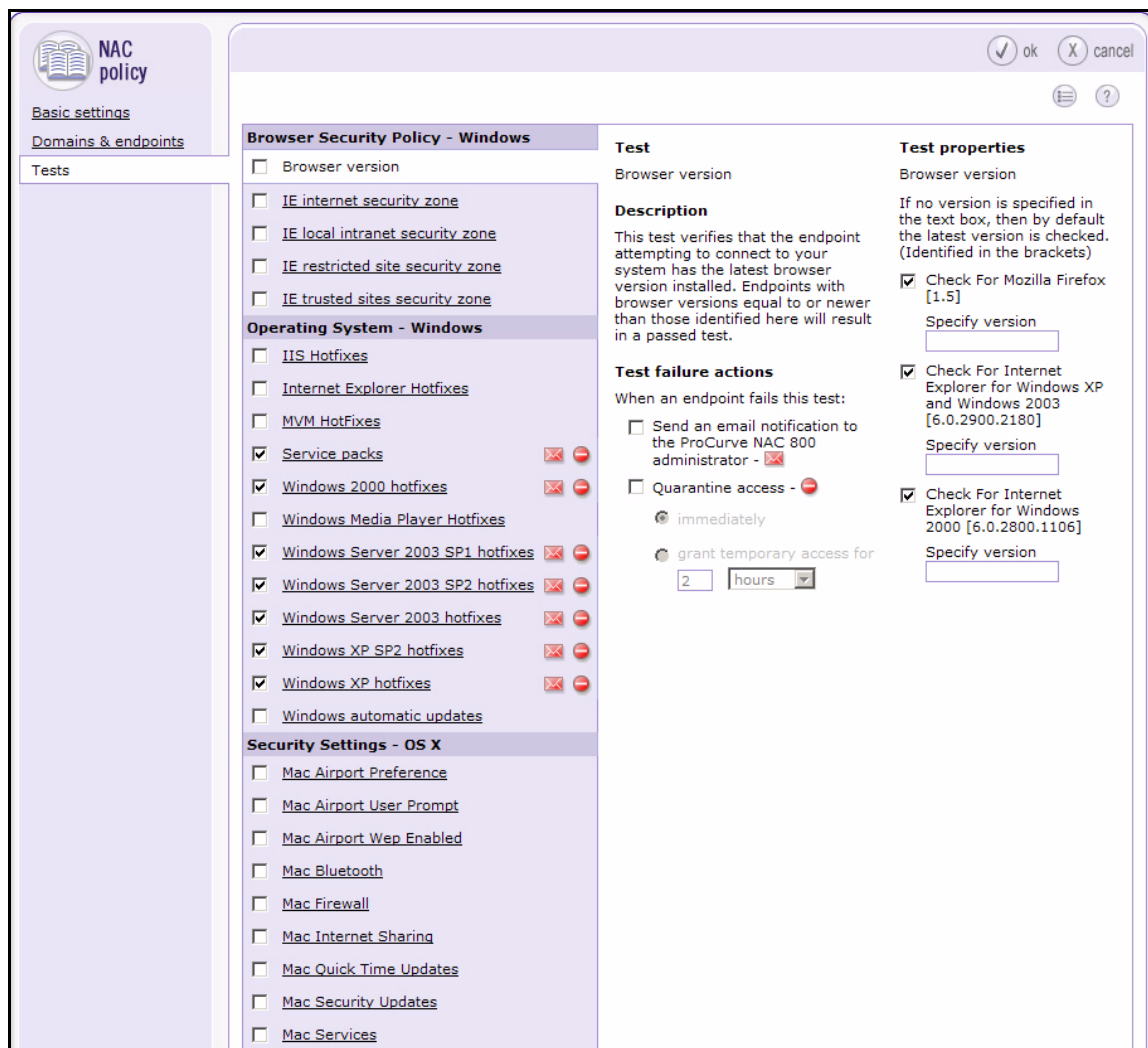 NAC
policy
Basic settings
Domains & endpoints
Tests
ok
cancel
?
Browser Security Policy - Windows
Browser version
IE internet security zone
IE local intranet security zone
IE restricted site security zone
IE trusted sites security zone
Operating System - Windows
IIS Hotfixes
Internet Explorer Hotfixes
MVM HotFixes
Service packs
Windows 2000 hotfixes
Windows Media Player Hotfixes
Windows Server 2003 SP1 hotfixes
Windows Server 2003 SP2 hotfixes
Windows Server 2003 hotfixes
Windows XP SP2 hotfixes
Windows XP hotfixes
Windows automatic updates
Security Settings - OS X
Mac Airport Preference
Mac Airport User Prompt
Mac Airport Wep Enabled
Mac Bluetooth
Mac Firewall
Mac Internet Sharing
Mac Quick Time Updates
Mac Security Updates
Mac Services
Test
Browser version
Description
This test verifies that the endpoint
attempting to connect to your
system has the latest browser
version installed. Endpoints with
browser versions equal to or newer
than those identified here will result
in a passed test.
Test failure actions
When an endpoint fails this test:
Send an email notification to
the ProCurve NAC 800
administrator -
Quarantine access -
immediately
grant temporary access for
2 hours
Test properties
Browser version
If no version is specified in
the text box, then by default
the latest version is checked.
(Identified in the brackets)
Check For Mozilla Firefox
[1.5]
Specify version
Check For Internet
Explorer for Windows XP
and Windows 2003
[6.0.2900.2180]
Specify version
Check For Internet
Explorer for Windows
2000 [6.0.2800.1106]
Specify version